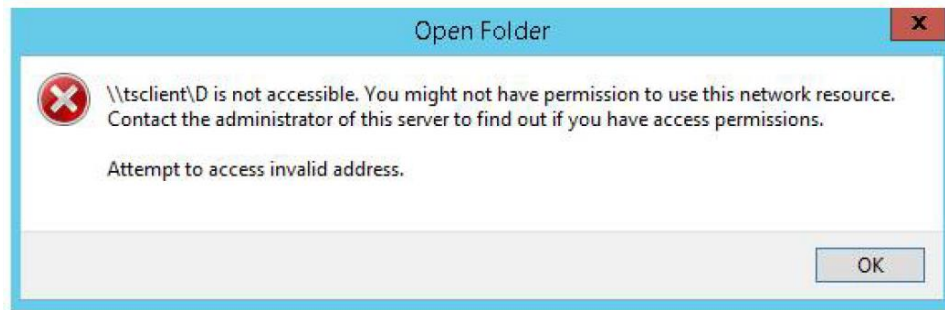 Open Folder
x
\\tsclient\D is not accessible. You might not have permission to use this network resource.
Contact the administrator of this server to find out if you have access permissions.
Attempt to access invalid address.
OK